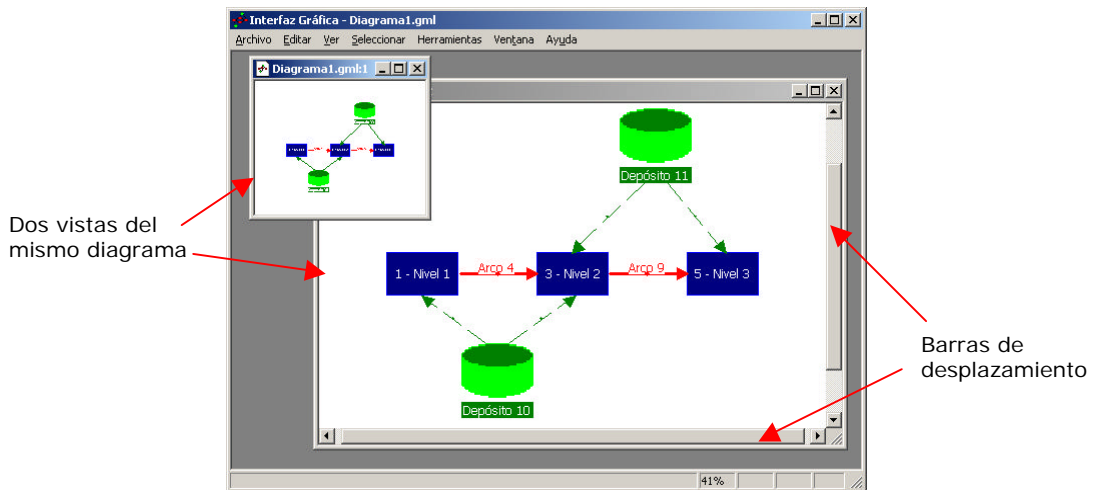 Interfaz Gráfica - Diagrama1.gml
Archivo Editar Ver Seleccionar Herramientas Ventana Ayuda
Diagrama1.gml:1
Depósito 11
Dos vistas del
mismo diagrama
1 - Nivel 1
Arco 4
3 - Nivel 2
Arco 9
5 - Nivel 3
Barras de
desplazamiento
Depósito 10
41%